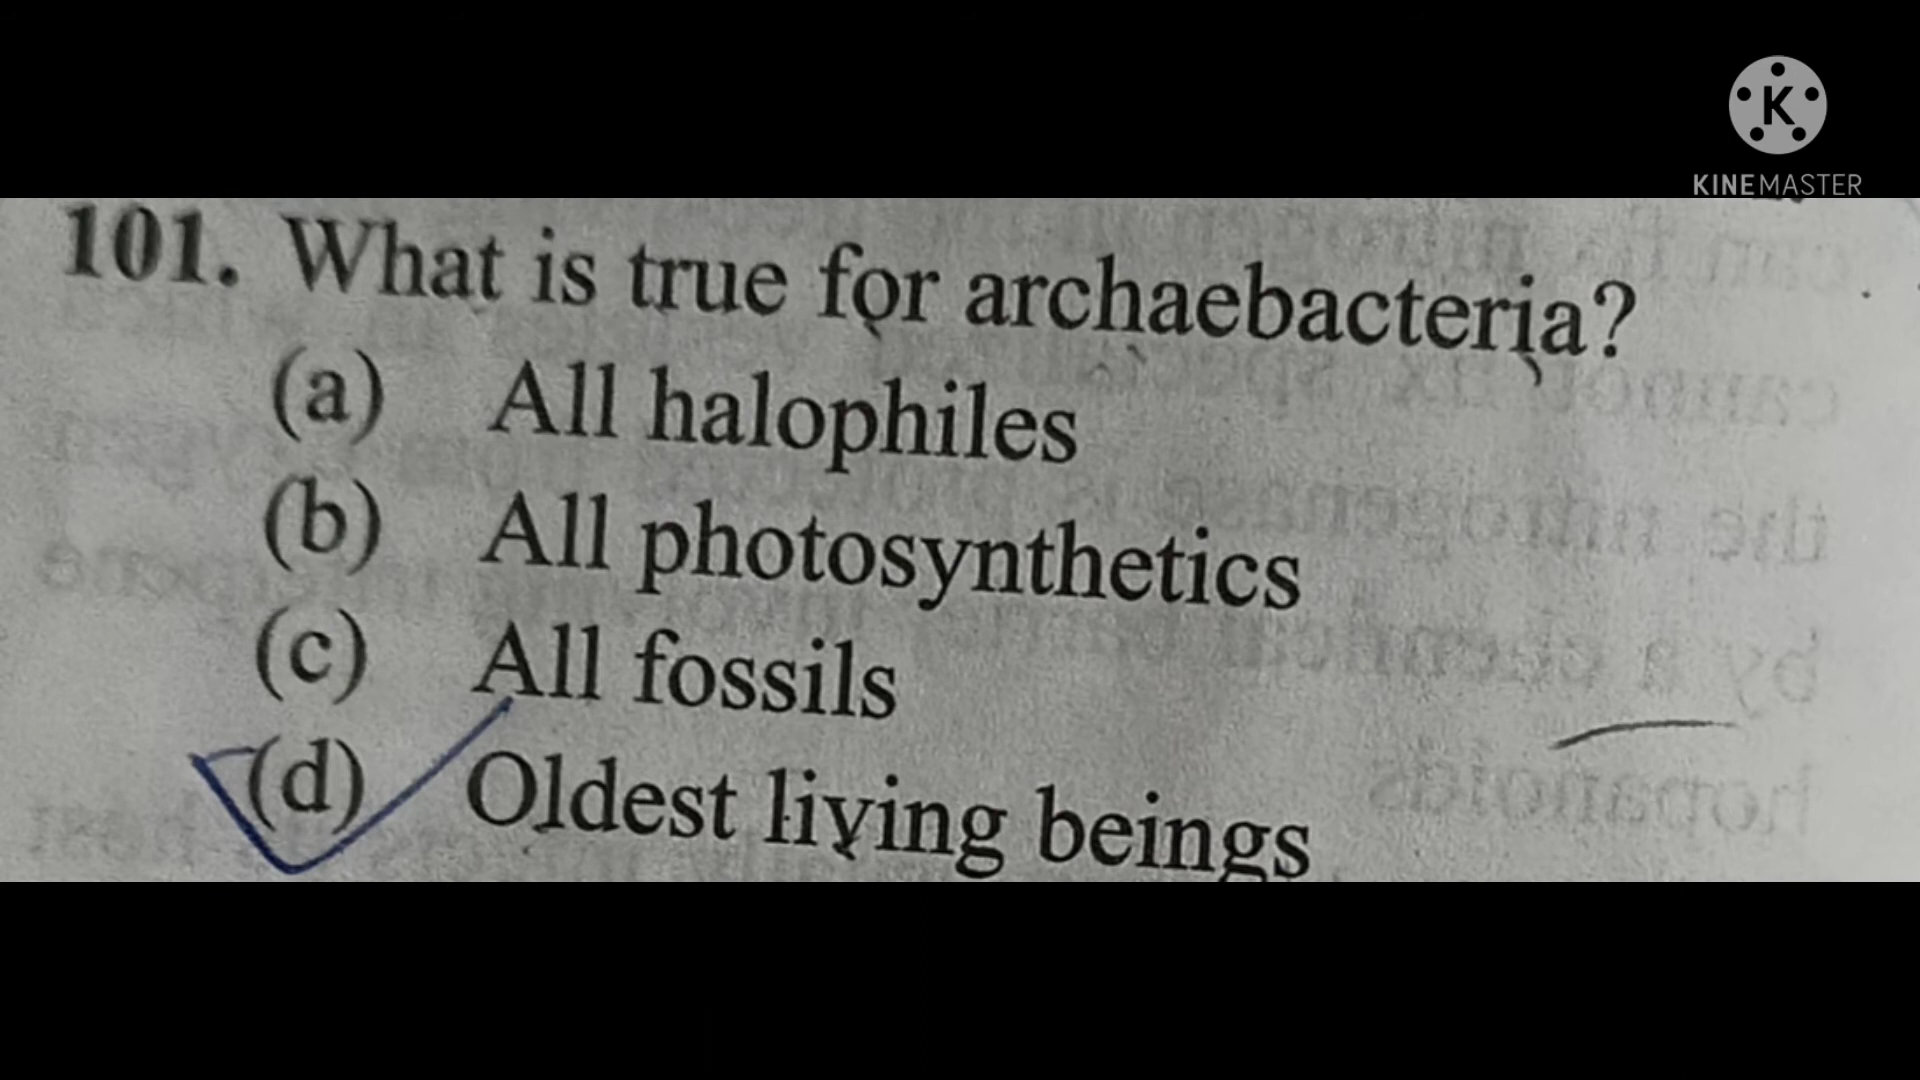 K
KINEMASTER
101. What is true for archaebacteria?
(a) All halophiles
(b) All photosynthetics
(c) All fossils
(d) Oldest living beings